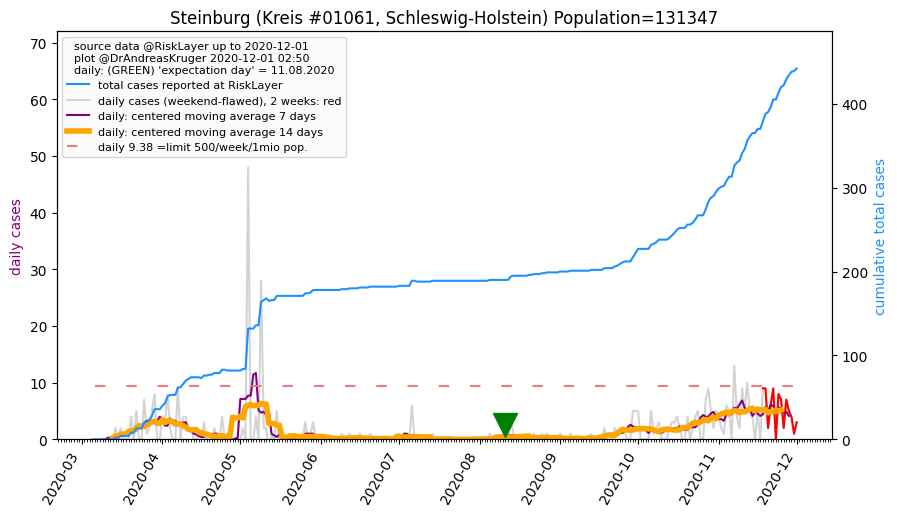 Steinburg (Kreis #01061, Schleswig-Holstein) Population=131347
source data @RiskLayer up to 2020-12-01
plot @DrAndreasKruger 2020-12-01 02:50
daily: (GREEN) 'expectation day' = 11.08.2020
total cases reported at RiskLayer
daily cases (weekend-flawed), 2 weeks: red
daily: centered moving average 7 days
daily: centered moving average 14 days
daily 9.38 =limit 500/week/1mio pop.
daily cases
70
60
50
40
30
20
10
0
cumulative total cases
400
300
200
100
0
2020-03
2020-04
2020-05
2020-06
2020-07
2020-08
2020-09
2020-10
2020-11
2020-12